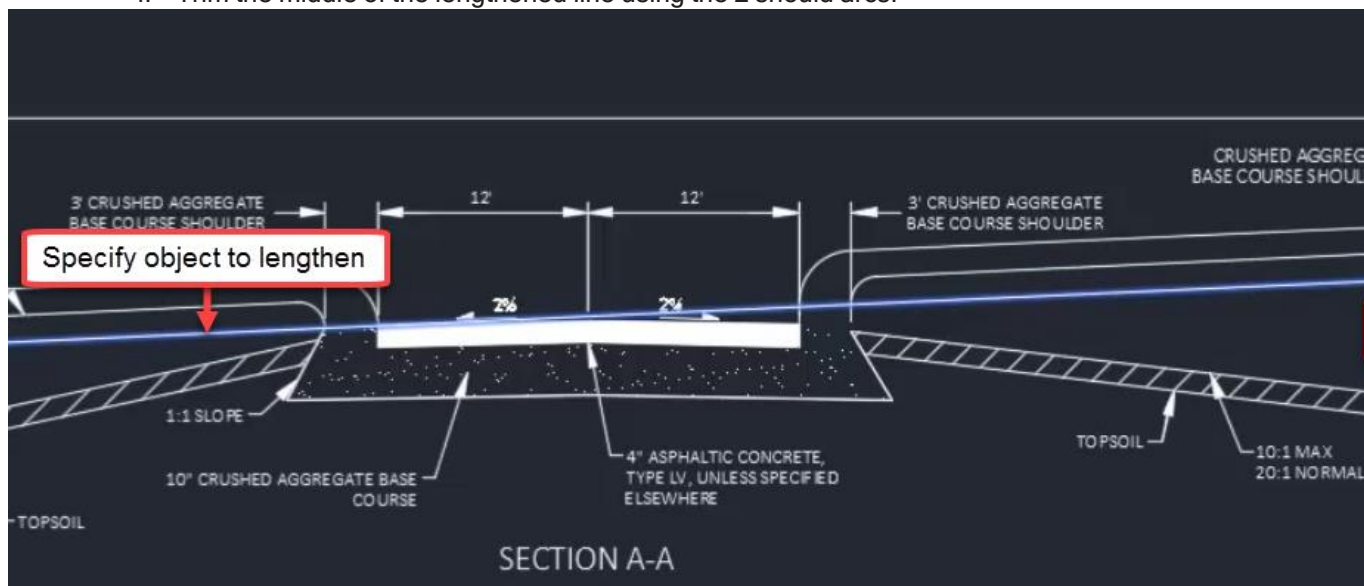 Trim the middle of the lengthened line using the 2 should arcs.
CRUSHED AGGREG
BASE COURSE SHOUL
3' CRUSHED AGGREGATE
BASE COURSE SHOULDER
12'
12'
3' CRUSHED AGGREGATE
BASE COURSE SHOULDER
Specify object to lengthen
2%
2%
1:1 SLOPE
10" CRUSHED AGGREGATE BASE
COURSE
4" ASPHALTIC CONCRETE,
TYPE LV, UNLESS SPECIFIED
ELSEWHERE
TOPSOIL
10:1 MAX
20:1 NORMAL
TOPSOIL
SECTION A-A